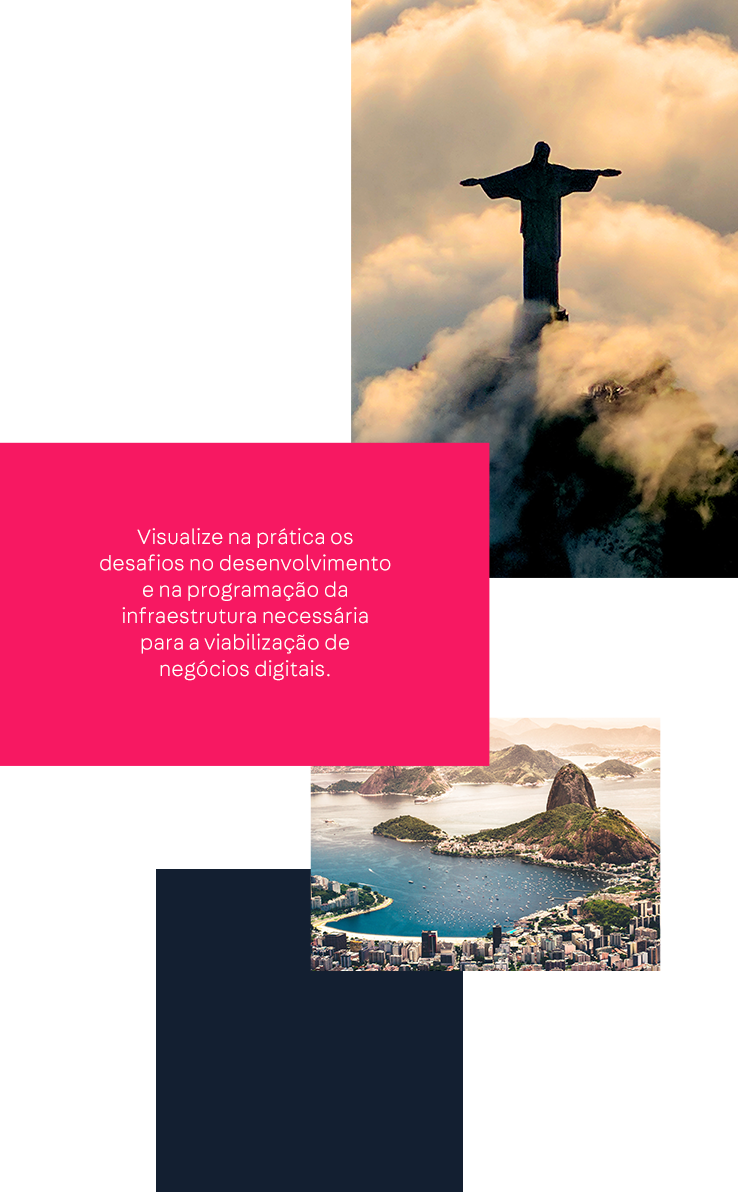 Visualize na prática os
desafios no desenvolvimento
e na programação da
infraestrutura necessária
para a viabilização de
negócios digitais.